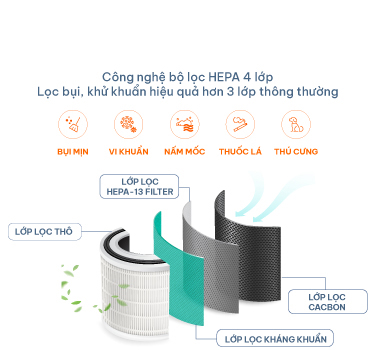 Công nghệ bộ lọc HEPA 4 lớp
Lọc bụi, khử khuẩn hiệu quả hơn 3 lớp thông thường
BỤI MỊN
VI KHUẨN
NẤM MỐC
THUỐC LÁ
THÚ CƯNG
LỚP LỌC
HEPA-13 FILTER
LỚP LỌC THÔ
LỚP LỌC
CACBON
LỚP LỌC KHÁNG KHUẨN